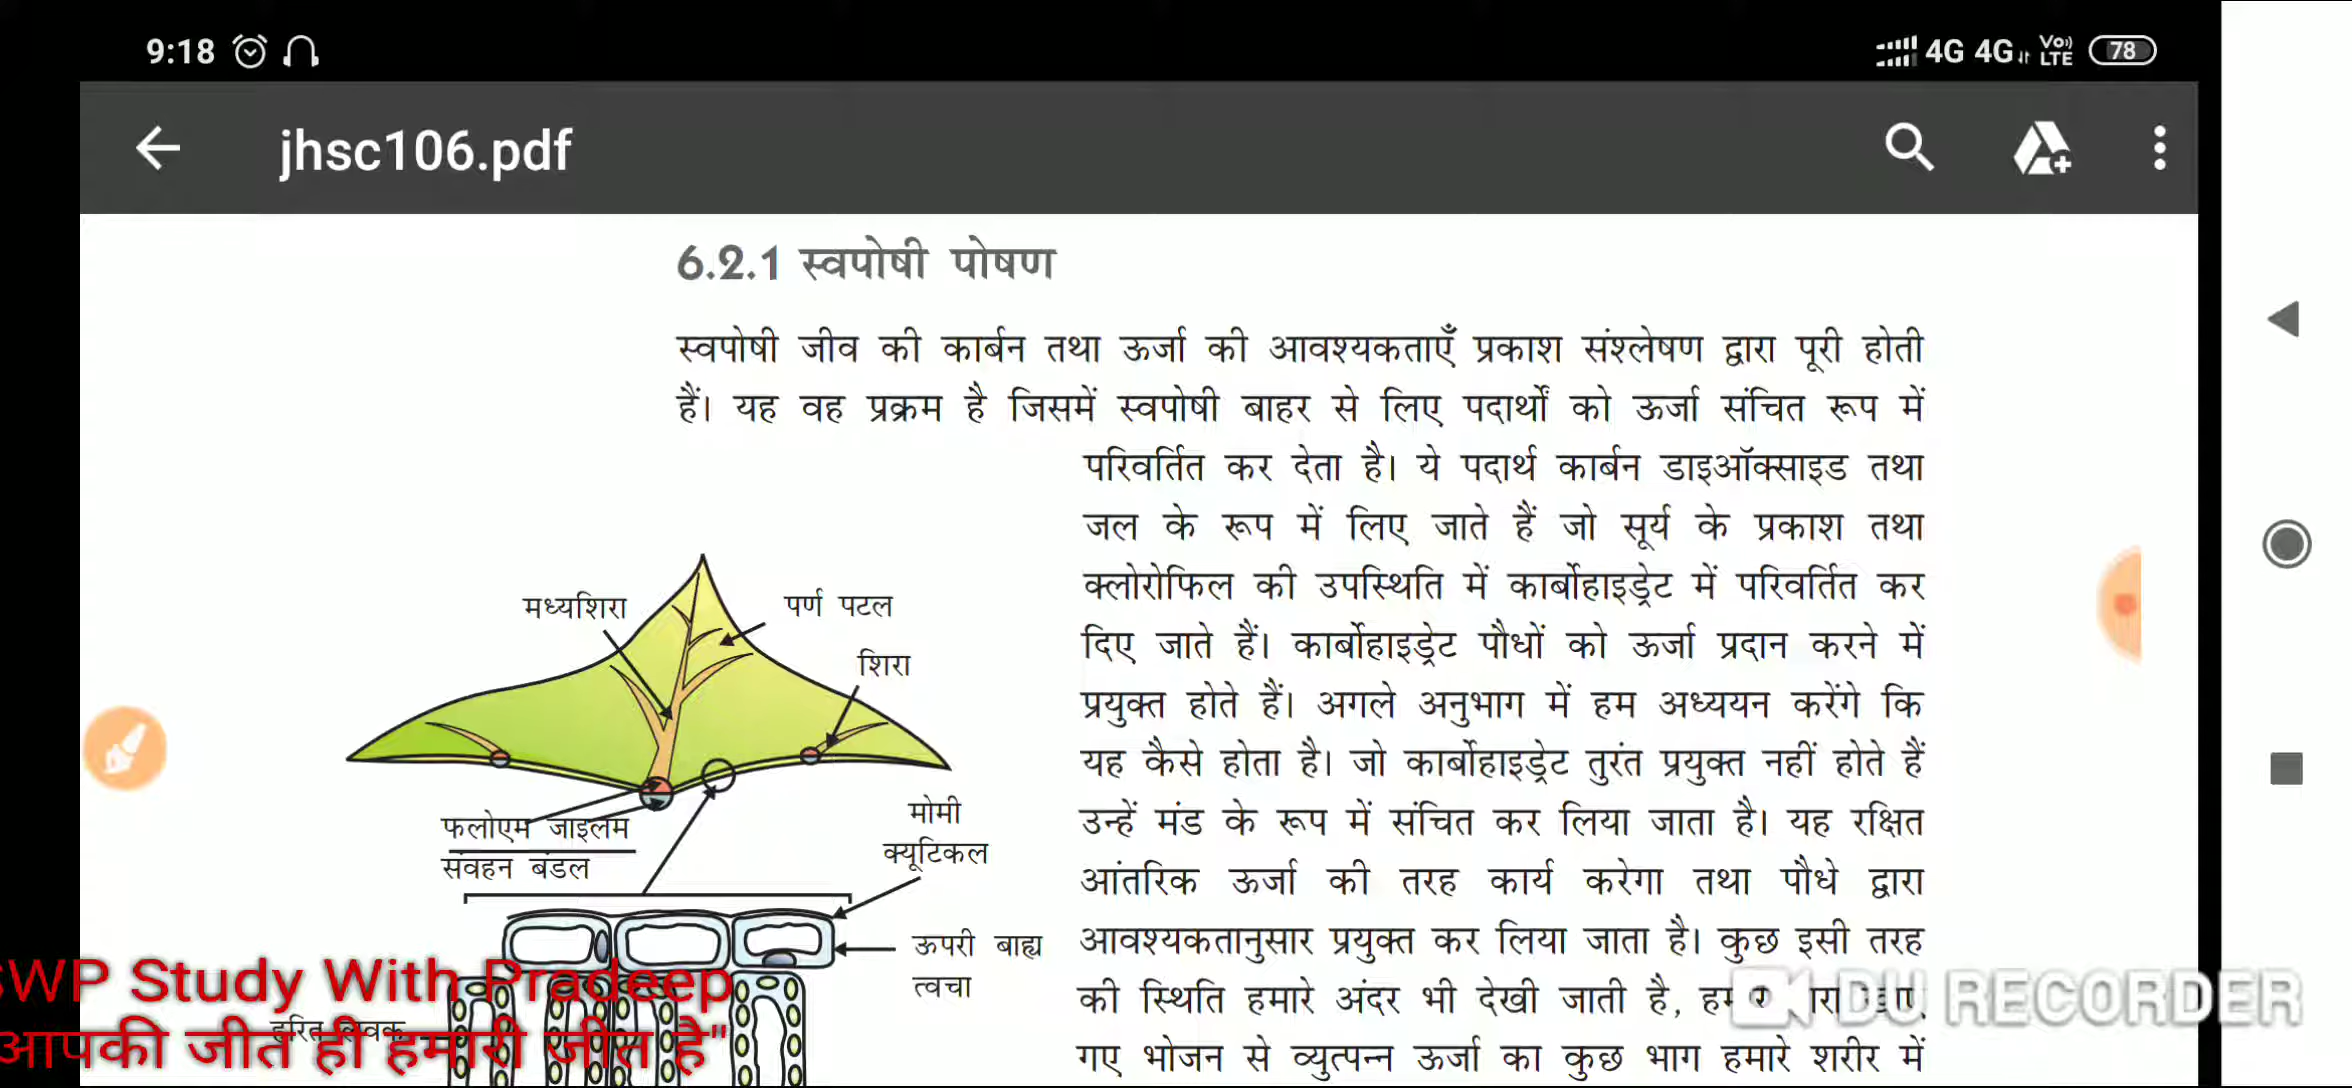 9:18
4G 4G Vo) LTE 78
jhsc106.pdf
6.2.1 स्वपोषी पोषण
स्वपोषी जीव की कार्बन तथा ऊर्जा की आवश्यकताएँ प्रकाश संश्लेषण द्वारा पूरी होती
हैं। यह वह प्रक्रम है जिसमें स्वपोषी बाहर से लिए पदार्थों को ऊर्जा संचित रूप में
परिवर्तित कर देता है। ये पदार्थ कार्बन डाइऑक्साइड तथा
जल के रूप में लिए जाते हैं जो सूर्य के प्रकाश तथा
क्लोरोफिल की उपस्थिति में कार्बोहाइड्रेट में परिवर्तित कर
दिए जाते हैं। कार्बोहाइड्रेट पौधों को ऊर्जा प्रदान करने में
प्रयुक्त होते हैं। अगले अनुभाग में हम अध्ययन करेंगे कि
यह कैसे होता है। जो कार्बोहाइड्रेट तुरंत प्रयुक्त नहीं होते हैं
उन्हें मंड के रूप में संचित कर लिया जाता है। यह रक्षित
आंतरिक ऊर्जा की तरह कार्य करेगा तथा पौधे द्वारा
आवश्यकतानुसार प्रयुक्त कर लिया जाता है। कुछ इसी तरह
की स्थिति हमारे अंदर भी देखी जाती है,
गए भोजन से व्युत्पन्न ऊर्जा का कुछ भाग हमारे शरीर में
मध्यशिरा
पर्ण पटल
शिरा
फलोएम जाइलम
संवहन बंडल
मोमी
क्यूटिकल
ऊपरी बाह्य
त्वचा
हरित लवक
SWP Study With Pradeep
आपकी जीत ही हमारी जीत है"
DU RECORDER